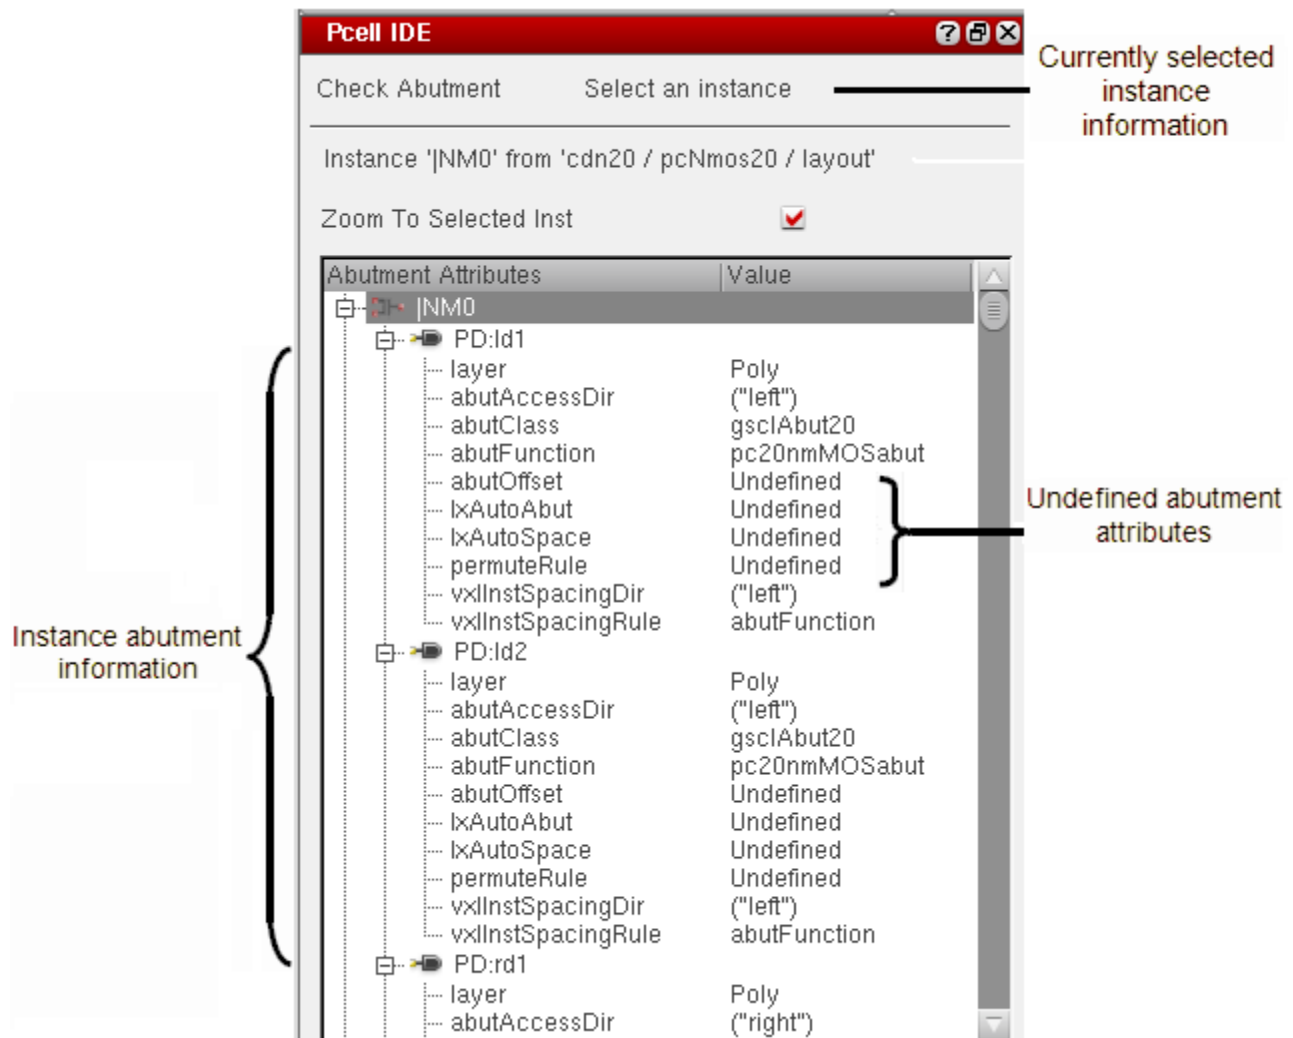 Pcell IDE
Currently selected
instance
information
Check Abutment Select an instance
Instance '|NM0' from 'cdn20 / pcNmos20 / layout'
Zoom To Selected Inst
Abutment Attributes Value
|NM0
PD:ld1
layer Poly
abutAccessDir ("left")
abutClass gsclAbut20
abutFunction pc20nmMOSabut
abutOffset Undefined
lxAutoAbut Undefined
lxAutoSpace Undefined
permuteRule Undefined
vxlInstSpacingDir ("left")
vxlInstSpacingRule abutFunction
Undefined abutment
attributes
Instance abutment
information
PD:ld2
layer Poly
abutAccessDir ("left")
abutClass gsclAbut20
abutFunction pc20nmMOSabut
abutOffset Undefined
lxAutoAbut Undefined
lxAutoSpace Undefined
permuteRule Undefined
vxlInstSpacingDir ("left")
vxlInstSpacingRule abutFunction
PD:rd1
layer Poly
abutAccessDir ("right")